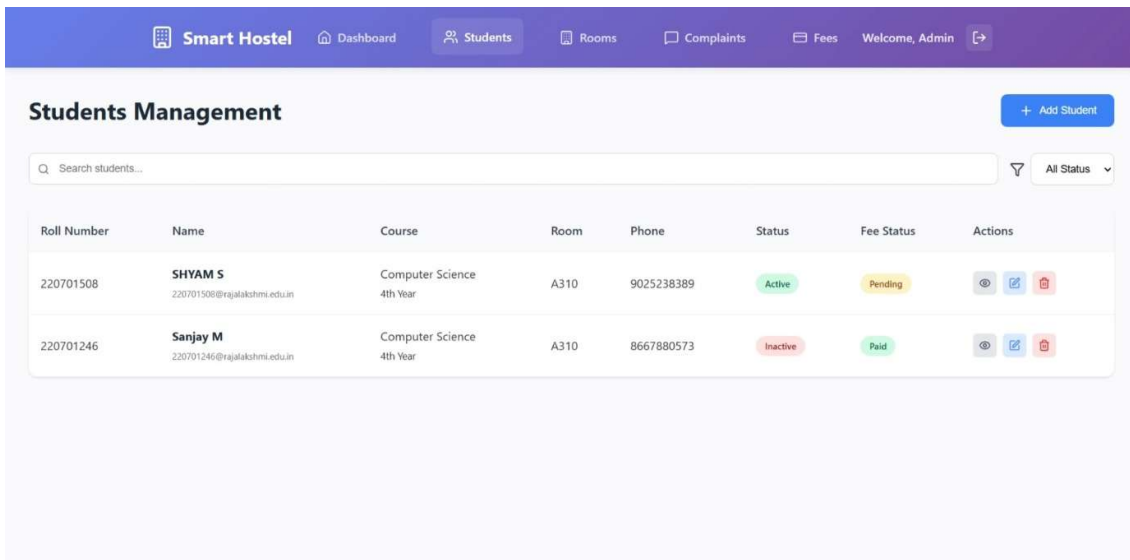 Smart Hostel Dashboard Students Rooms Complaints Fees Welcome, Admin
Students Management
+ Add Student
Search students...
All Status
Roll Number Name Course Room Phone Status Fee Status Actions
220701508 SHYAM S Computer Science A310 9025238389 Active Pending
220701508@rajalakshmi.edu.in 4th Year
220701246 Sanjay M Computer Science A310 8667880573 Inactive Paid
220701246@rajalakshmi.edu.in 4th Year